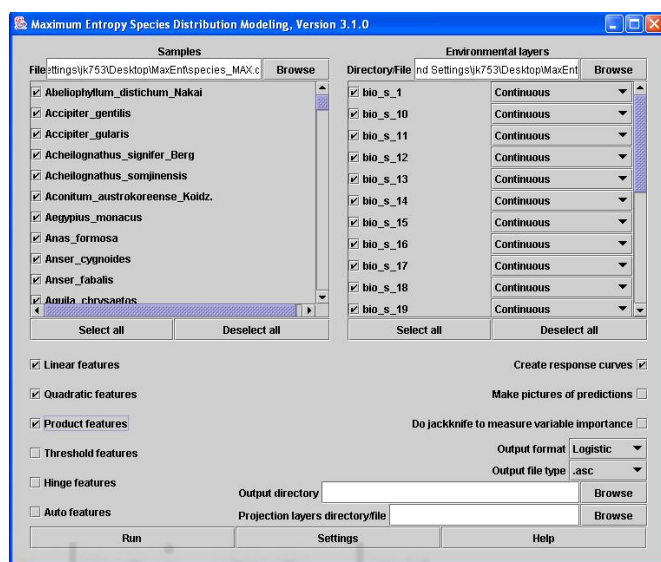 Maximum Entropy Species Distribution Modeling, Version 3.1.0
Samples
File ettings\jk753\Desktop\MaxEnt\species_MAX.c Browse
Abeliophyllum_distichum_Nakai
Accipiter_gentilis
Accipiter_gularis
Acheilognathus_signifer_Berg
Acheilognathus_somjinensis
Aconitum_austrokoreense_Koidz.
Aegypius_monacus
Anas_formosa
Anser_cygnoides
Anser_fabalis
Aquila_chrysaetos
Select all Deselect all
Environmental layers
Directory/File nd Settings\jk753\Desktop\MaxEnt Browse
bio_s_1 Continuous
bio_s_10 Continuous
bio_s_11 Continuous
bio_s_12 Continuous
bio_s_13 Continuous
bio_s_14 Continuous
bio_s_15 Continuous
bio_s_16 Continuous
bio_s_17 Continuous
bio_s_18 Continuous
bio_s_19 Continuous
Select all Deselect all
Linear features
Quadratic features
Product features
Threshold features
Hinge features
Auto features
Create response curves
Make pictures of predictions
Do jackknife to measure variable importance
Output format Logistic
Output file type .asc
Output directory Browse
Projection layers directory/file Browse
Run Settings Help